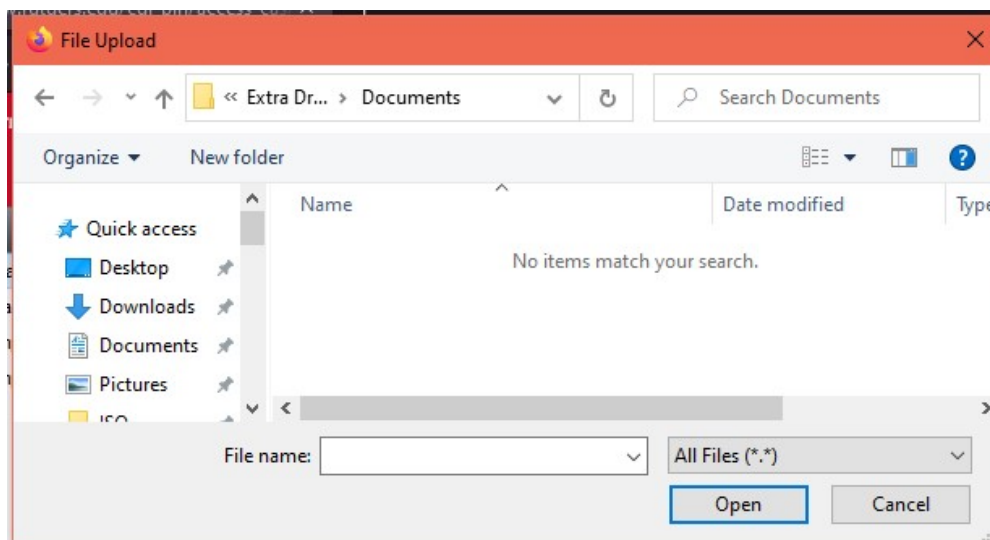 File Upload
« Extra Dr... › Documents
Search Documents
Organize
New folder
?
Name
Date modified
Type
Quick access
Desktop
Downloads
Documents
Pictures
No items match your search.
File name:
All Files (*.*)
Open
Cancel